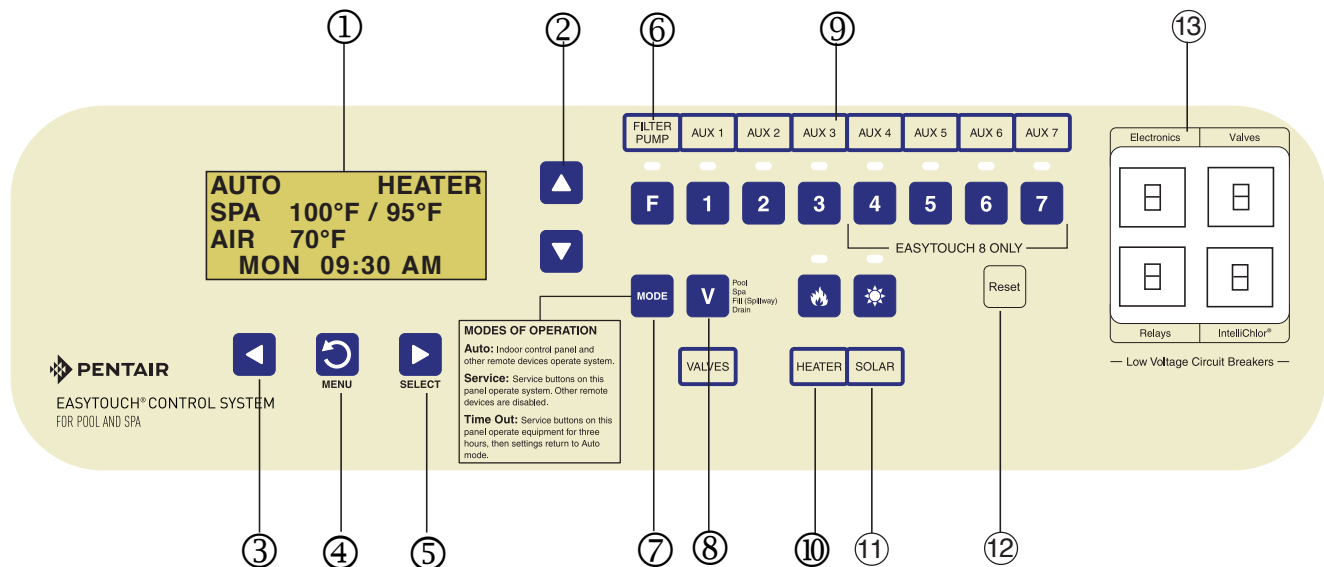 ① ② ⑥ ⑨ ⑬
FILTER PUMP AUX 1 AUX 2 AUX 3 AUX 4 AUX 5 AUX 6 AUX 7
Electronics Valves
AUTO HEATER
SPA 100°F / 95°F
AIR 70°F
MON 09:30 AM
F 1 2 3 4 5 6 7
EASYTOUCH 8 ONLY
MODE
V
Pool
Spa
Fill (Spillway)
Drain
Reset
Relays IntelliChlor®
Low Voltage Circuit Breakers
MODES OF OPERATION
Auto: Indoor control panel and
other remote devices operate system.
Service: Service buttons on this
panel operate system. Other remote
devices are disabled.
Time Out: Service buttons on this
panel operate equipment for three
hours, then settings return to Auto
mode.
VALVES HEATER SOLAR
PENTAIR
MENU SELECT
EASYTOUCH® CONTROL SYSTEM
FOR POOL AND SPA
③ ④ ⑤ ⑦ ⑧ ⑩ ⑪ ⑫